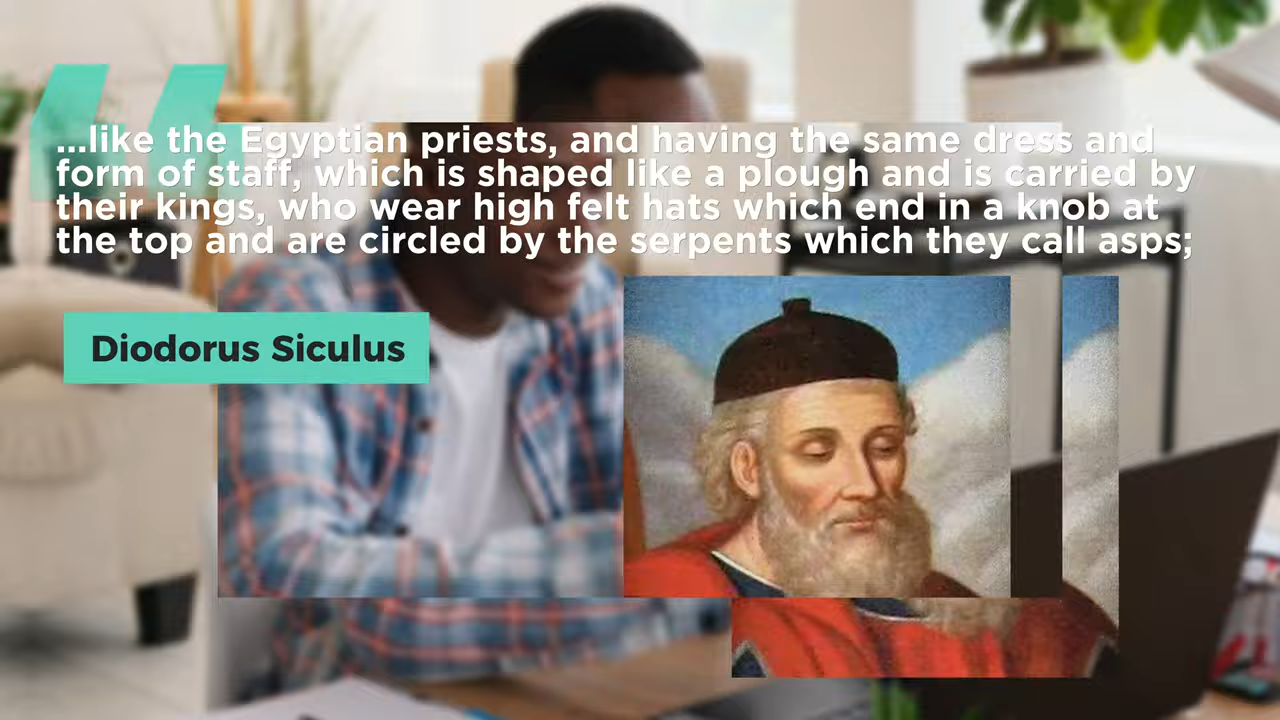 ...like the Egyptian priests, and having the same dress and
form of staff, which is shaped like a plough and is carried by
their kings, who wear high felt hats which end in a knob at
the top and are circled by the serpents which they call asps;
Diodorus Siculus